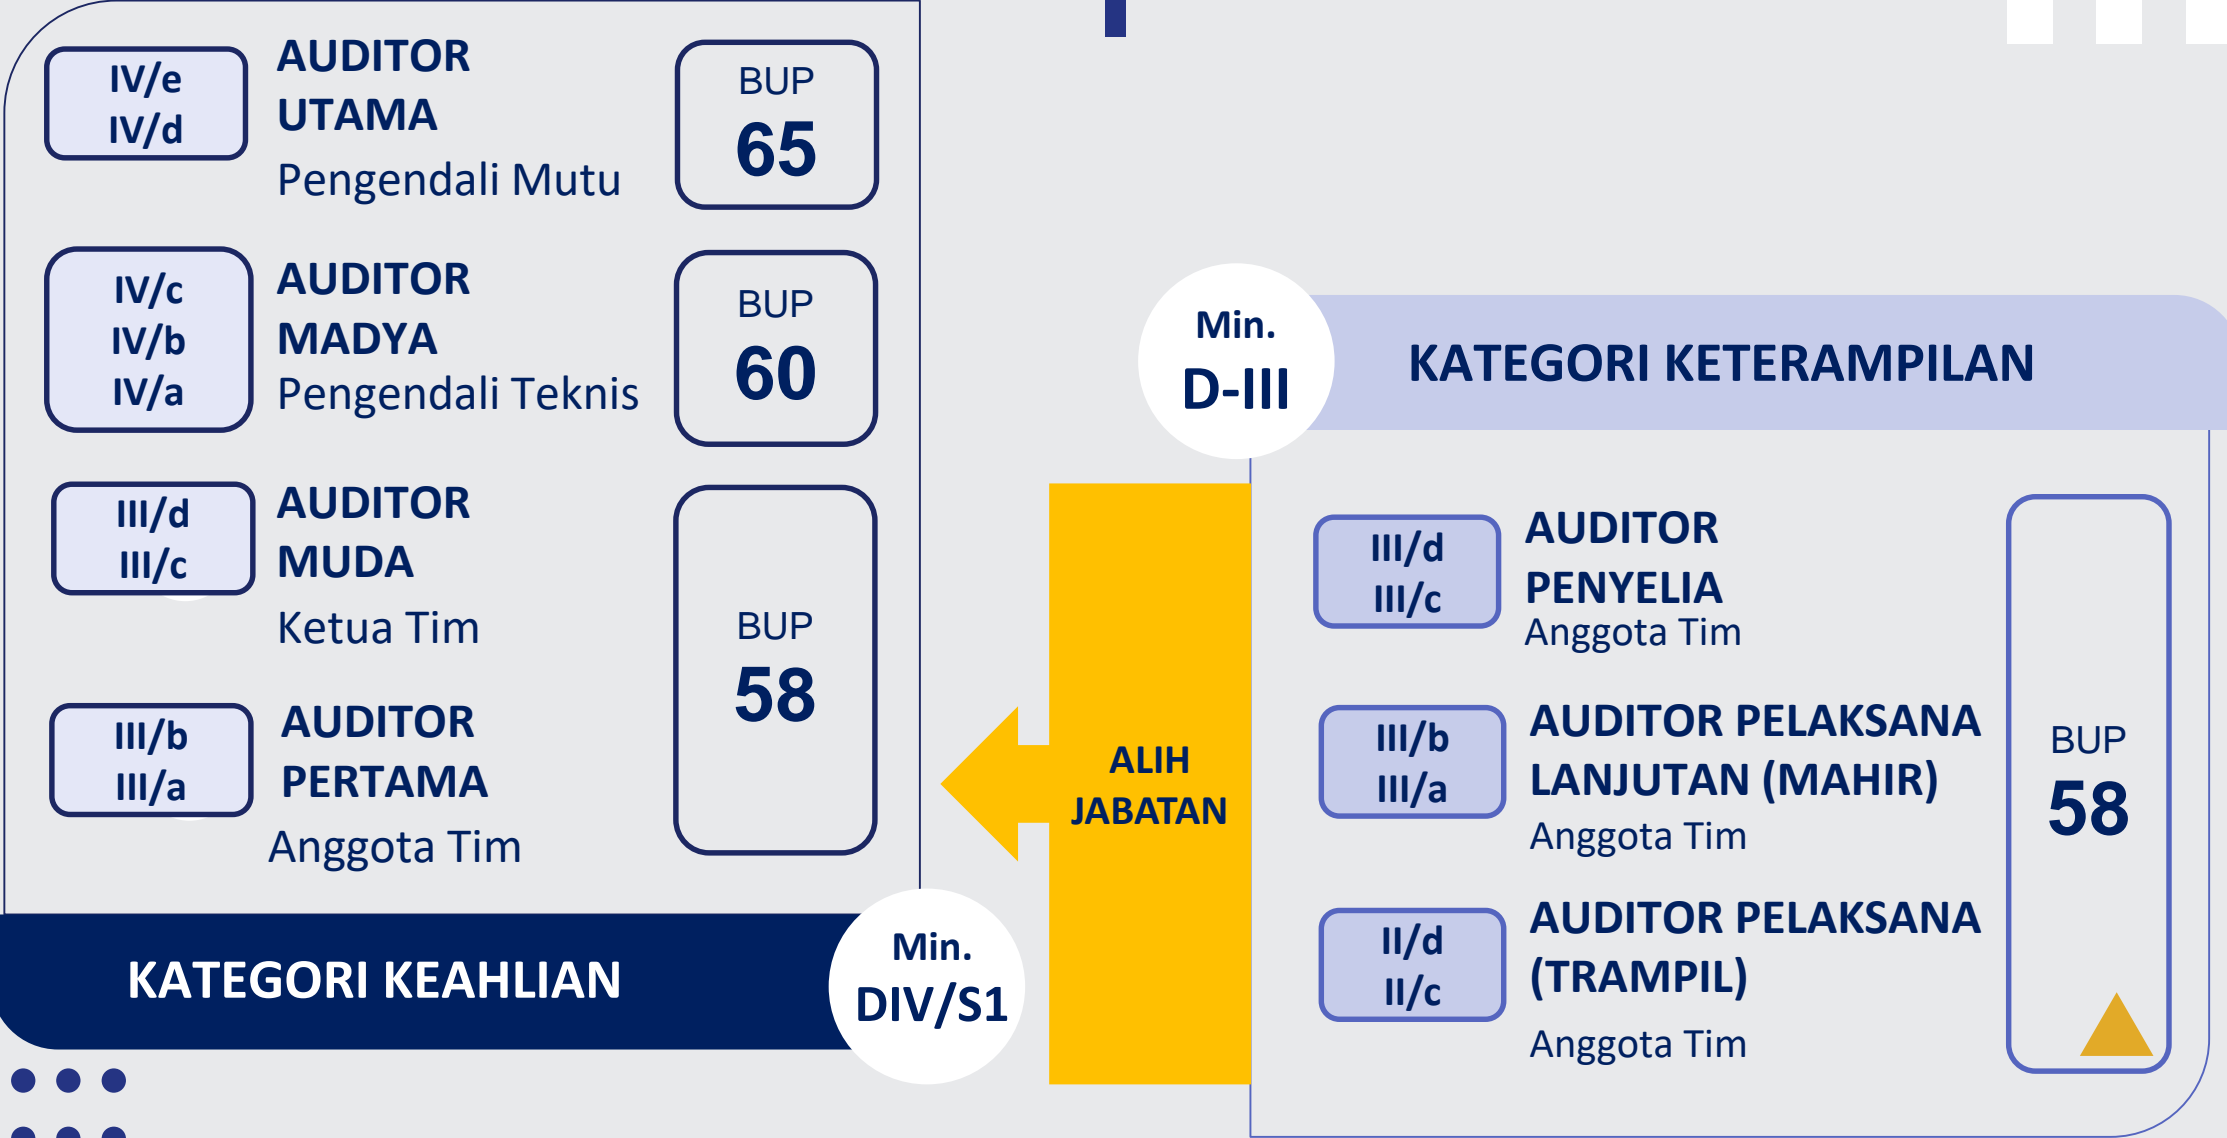 IV/e
IV/d
AUDITOR
UTAMA
Pengendali Mutu
BUP
65
IV/c
IV/b
IV/a
AUDITOR
MADYA
Pengendali Teknis
BUP
60
III/d
III/c
AUDITOR
MUDA
Ketua Tim
III/b
III/a
AUDITOR
PERTAMA
Anggota Tim
BUP
58
KATEGORI KEAHLIAN
Min.
DIV/S1
ALIH
JABATAN
Min.
D-III
KATEGORI KETERAMPILAN
III/d
III/c
AUDITOR
PENYELIA
Anggota Tim
III/b
III/a
AUDITOR PELAKSANA
LANJUTAN (MAHIR)
Anggota Tim
II/d
II/c
AUDITOR PELAKSANA
(TRAMPIL)
Anggota Tim
BUP
58